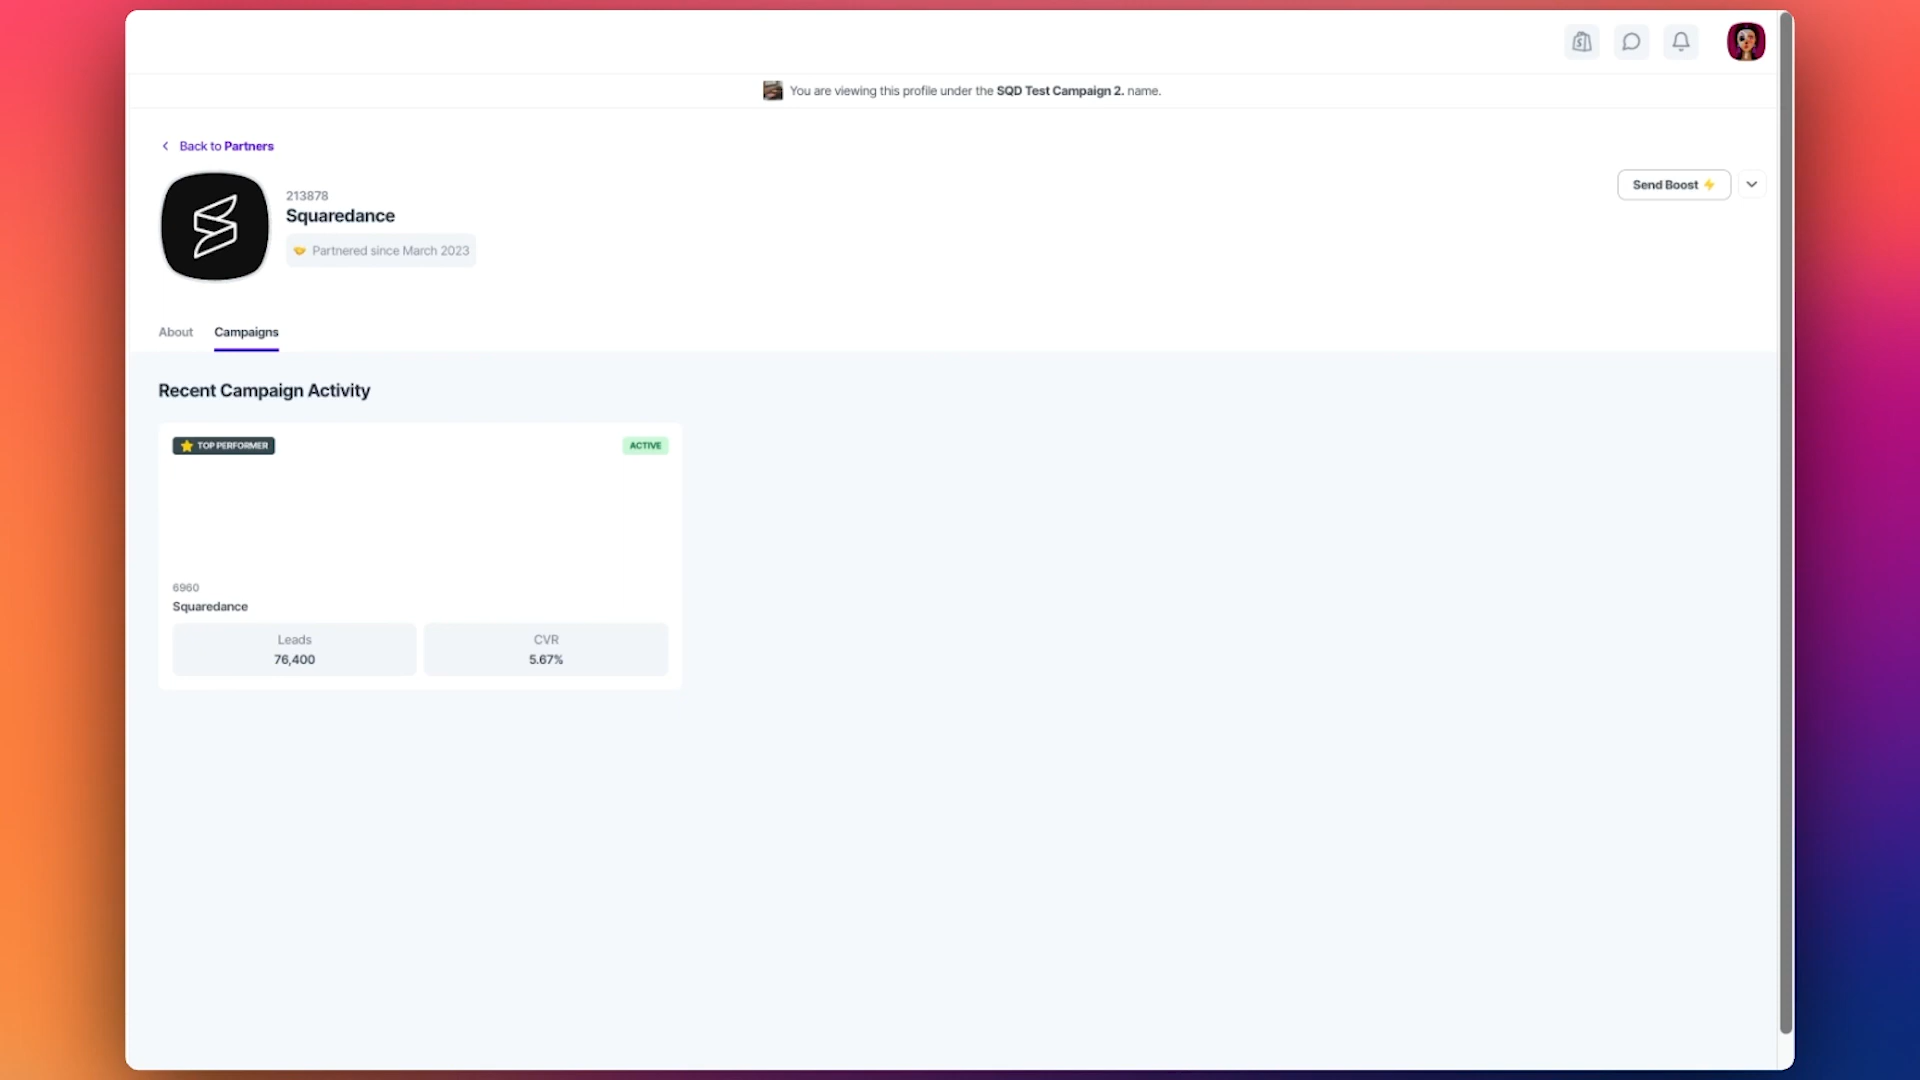 You are viewing this profile under the SQD Test Campaign 2. name.
Back to Partners
213878
Squaredance
Partnered since March 2023
Send Boost
About
Campaigns
Recent Campaign Activity
TOP PERFORMER
ACTIVE
6960
Squaredance
Leads
76,400
CVR
5.67%